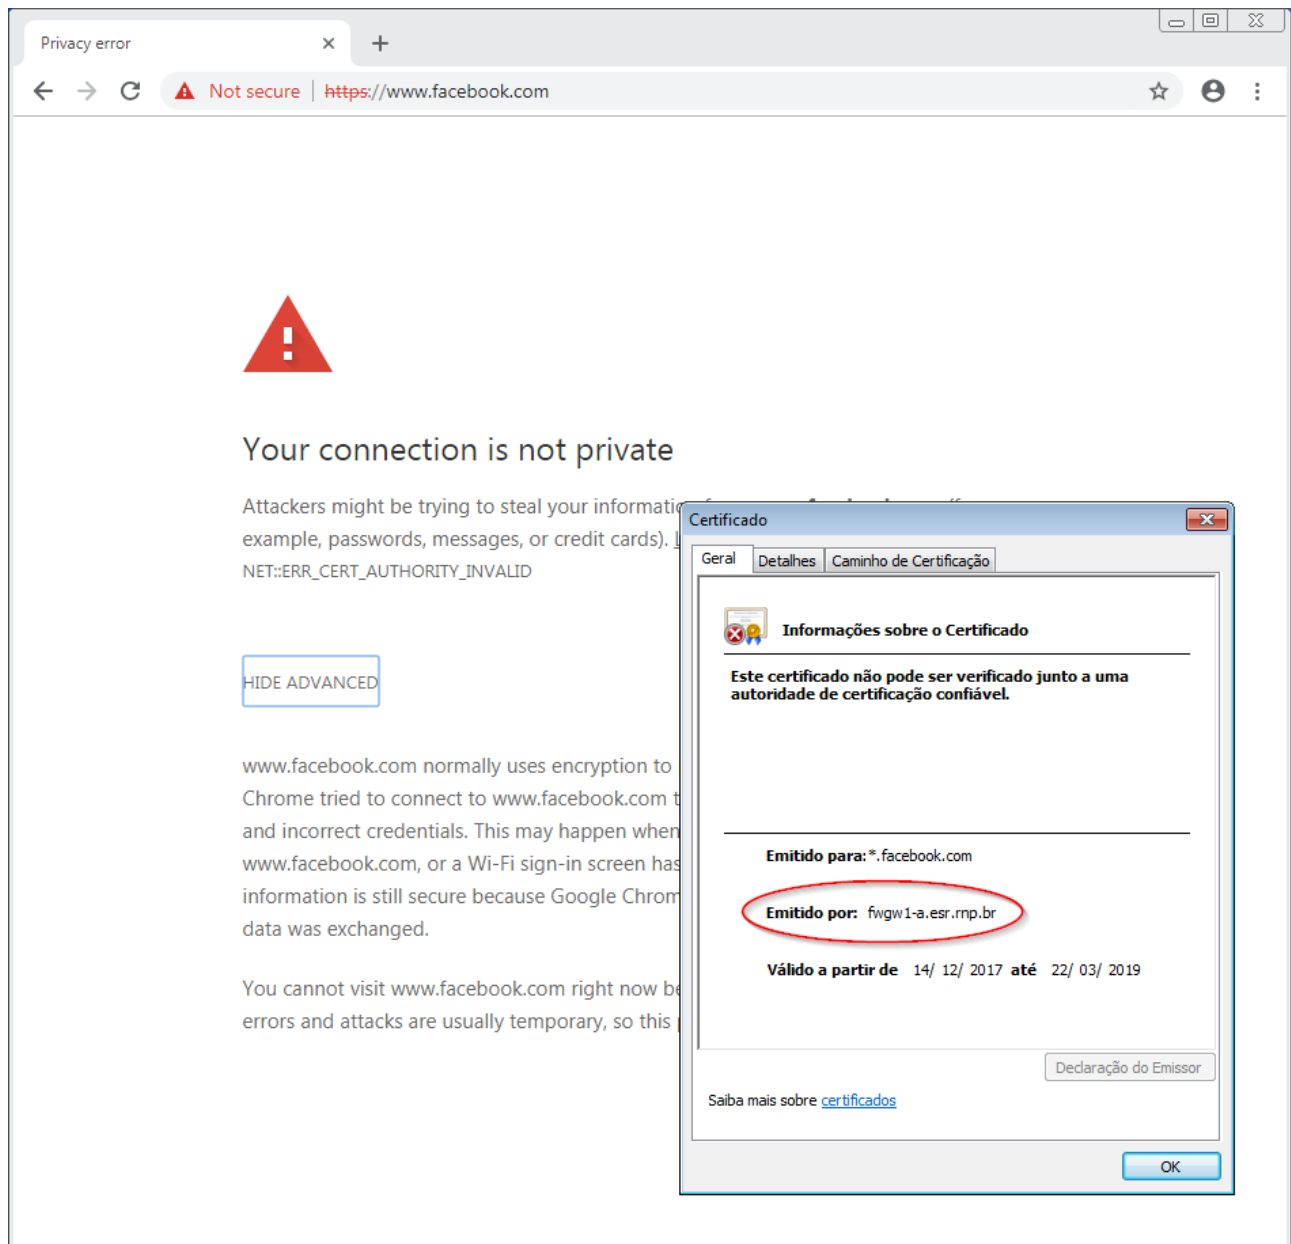 Privacy error
Not secure | https://www.facebook.com
Your connection is not private
Attackers might be trying to steal your
example, passwords, messages, or credit cards).
NET::ERR_CERT_AUTHORITY_INVALID
HIDE ADVANCED
www.facebook.com normally uses encryption to
Chrome tried to connect to www.facebook.com
and incorrect credentials. This may happen when
www.facebook.com, or a Wi-Fi sign-in screen has
information is still secure because Google
data was exchanged.
You cannot visit www.facebook.com right now
errors and attacks are usually temporary, so this
Certificado
Geral
Detalhes
Caminho de Certificação
Informações sobre o Certificado
Este certificado não pode ser verificado junto a uma
autoridade de certificação confiável.
Emitido para: *.facebook.com
Emitido por: fwgw1-a.esr.rnp.br
Válido a partir de 14/ 12/ 2017 até 22/ 03/ 2019
Declaração do Emissor
Saiba mais sobre certificados
OK